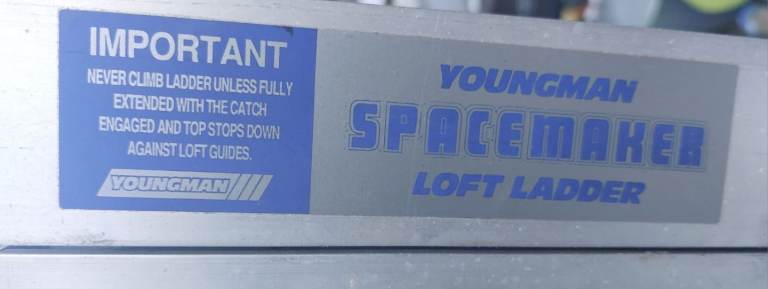 IMPORTANT
NEVER CLIMB LADDER UNLESS FULLY
EXTENDED WITH THE CATCH
ENGAGED AND TOP STOPS DOWN
AGAINST LOFT GUIDES.
YOUNGMAN
YOUNGMAN
SPACEMAKER
LOFT LADDER